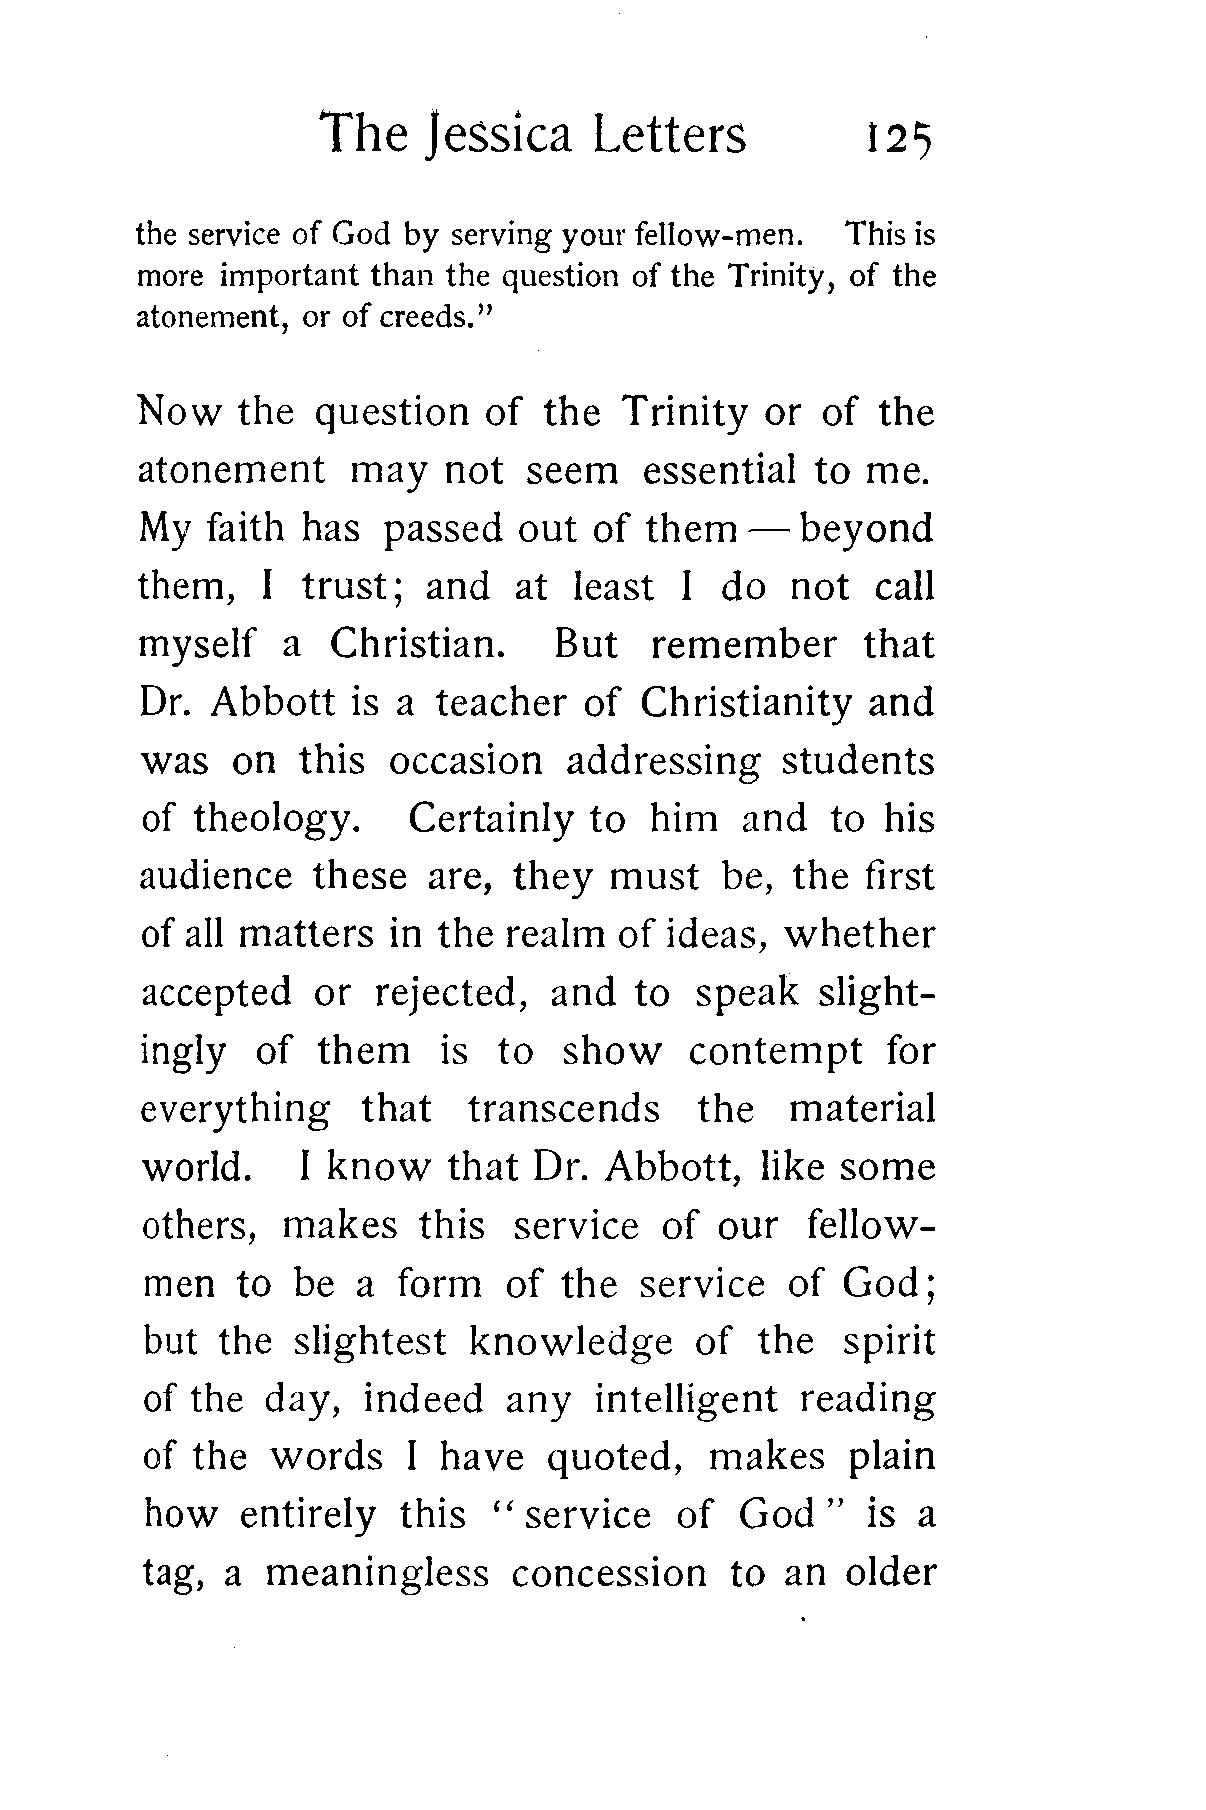 The Jessica Letters 125
the service of God by serving your fellow-men. This is
more important than the question of the Trinity, of the
atonement, or of creeds."
Now the question of the Trinity or of the
atonement may not seem essential to me.
My faith has passed out of them — beyond
them, I trust; and at least I do not call
myself a Christian. But remember that
Dr. Abbott is a teacher of Christianity and
was on this occasion addressing students
of theology. Certainly to him and to his
audience these are, they must be, the first
of all matters in the realm of ideas, whether
accepted or rejected, and to speak slight-
ingly of them is to show contempt for
everything that transcends the material
world. I know that Dr. Abbott, like some
others, makes this service of our fellow-
men to be a form of the service of God;
but the slightest knowledge of the spirit
of the day, indeed any intelligent reading
of the words I have quoted, makes plain
how entirely this "service of God" is a
tag, a meaningless concession to an older